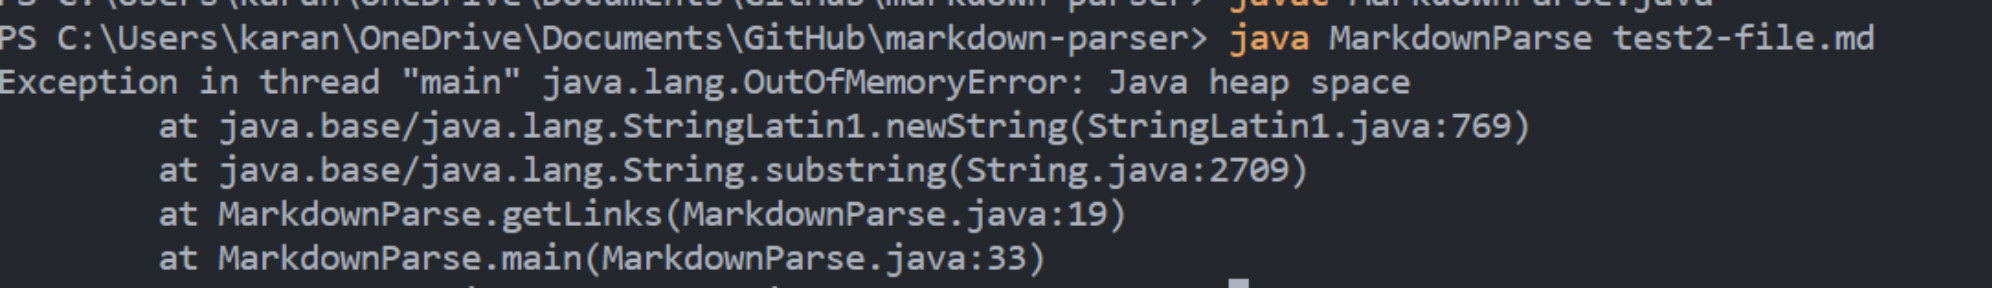 PS C:\Users\karan\OneDrive\Documents\GitHub\markdown-parser> javac MarkdownParse.java
PS C:\Users\karan\OneDrive\Documents\GitHub\markdown-parser> java MarkdownParse test2-file.md
Exception in thread "main" java.lang.OutOfMemoryError: Java heap space
        at java.base/java.lang.StringLatin1.newString(StringLatin1.java:769)
        at java.base/java.lang.String.substring(String.java:2709)
        at MarkdownParse.getLinks(MarkdownParse.java:19)
        at MarkdownParse.main(MarkdownParse.java:33)